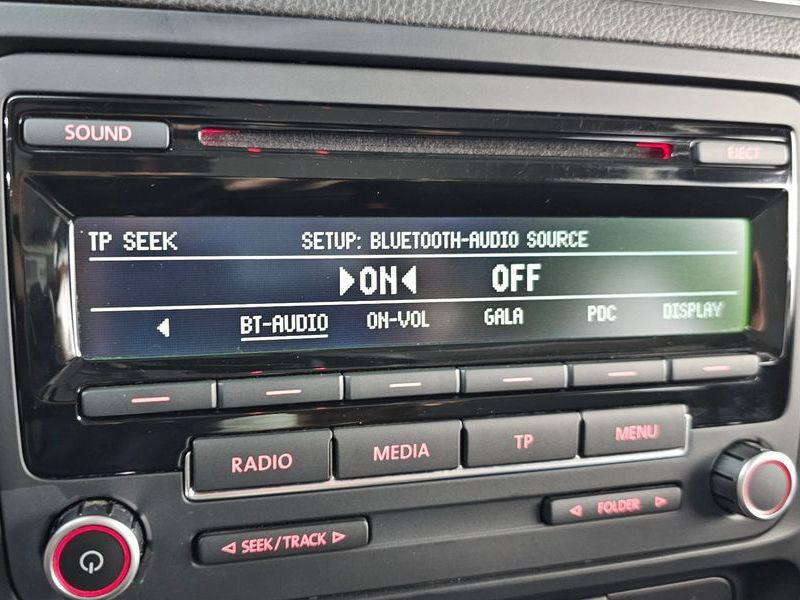 SOUND
EJECT
TP SEEK SETUP: BLUETOOTH-AUDIO SOURCE
ON OFF
BT-AUDIO ON-VOL GALA PDC DISPLAY
RADIO MEDIA TP MENU
SEEK/TRACK FOLDER